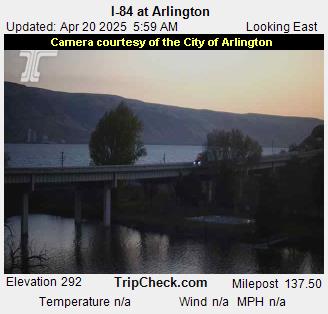 I-84 at Arlington
Updated: Apr 20 2025 5:59 AM Looking East
Camera courtesy of the City of Arlington
Elevation 292 TripCheck.com Milepost 137.50
Temperature n/a Wind n/a MPH n/a